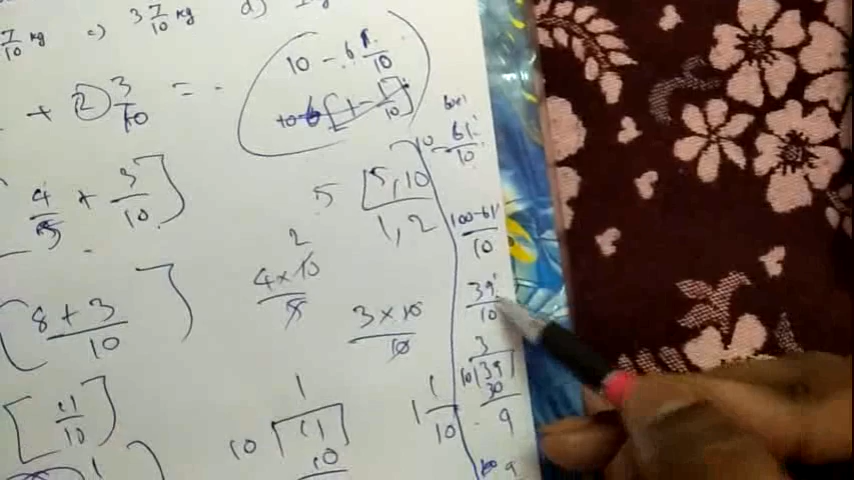 7/10 kg c) 3 7/10 kg d)
+ 2 3/10 =
10 - 6 1/10
4/5 + 3/10 ]
8 + 3 / 10 ]
[ 11/10 ]
5 [5, 10
1, 2
2
4 × 10 / 5
3 × 10 / 10
1
10 [ 11
10
1 1/10
10 - 61/10
100 - 61 / 10
39/10
3
10 [ 39
30
9